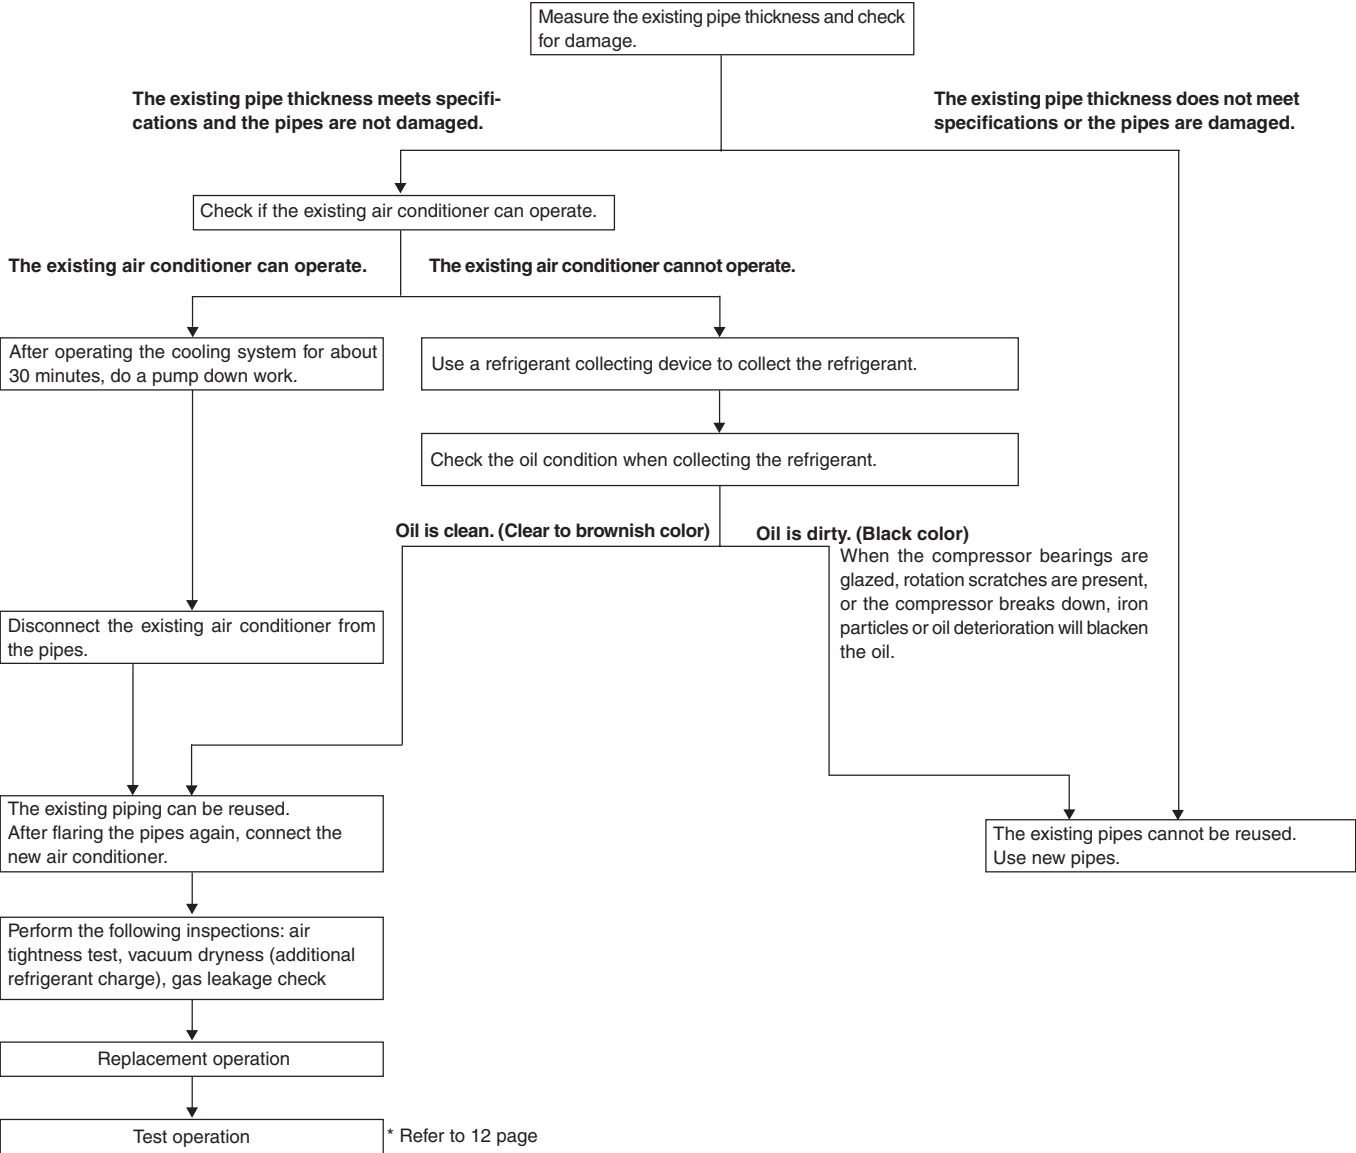 Measure the existing pipe thickness and check
for damage.
The existing pipe thickness meets specifi-
cations and the pipes are not damaged.
The existing pipe thickness does not meet
specifications or the pipes are damaged.
Check if the existing air conditioner can operate.
The existing air conditioner can operate.
The existing air conditioner cannot operate.
After operating the cooling system for about
30 minutes, do a pump down work.
Use a refrigerant collecting device to collect the refrigerant.
Check the oil condition when collecting the refrigerant.
Oil is clean. (Clear to brownish color)
Oil is dirty. (Black color)
When the compressor bearings are
glazed, rotation scratches are present,
or the compressor breaks down, iron
particles or oil deterioration will blacken
the oil.
Disconnect the existing air conditioner from
the pipes.
The existing piping can be reused.
After flaring the pipes again, connect the
new air conditioner.
The existing pipes cannot be reused.
Use new pipes.
Perform the following inspections: air
tightness test, vacuum dryness (additional
refrigerant charge), gas leakage check
Replacement operation
Test operation
* Refer to 12 page